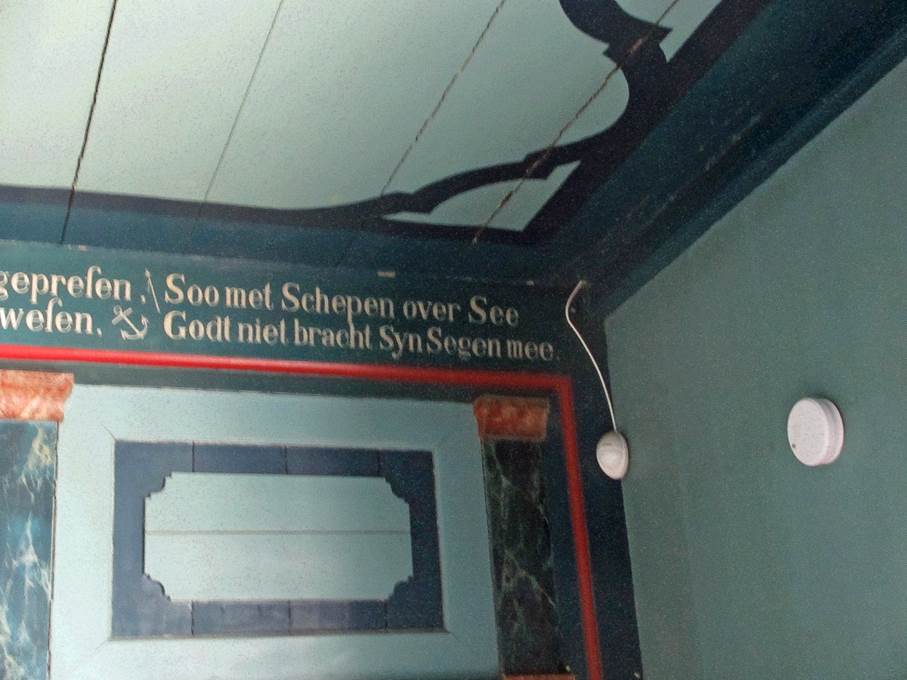 gepreſen, Soo met Schepen over See
weſen. Godt niet bracht Syn Segen mee.